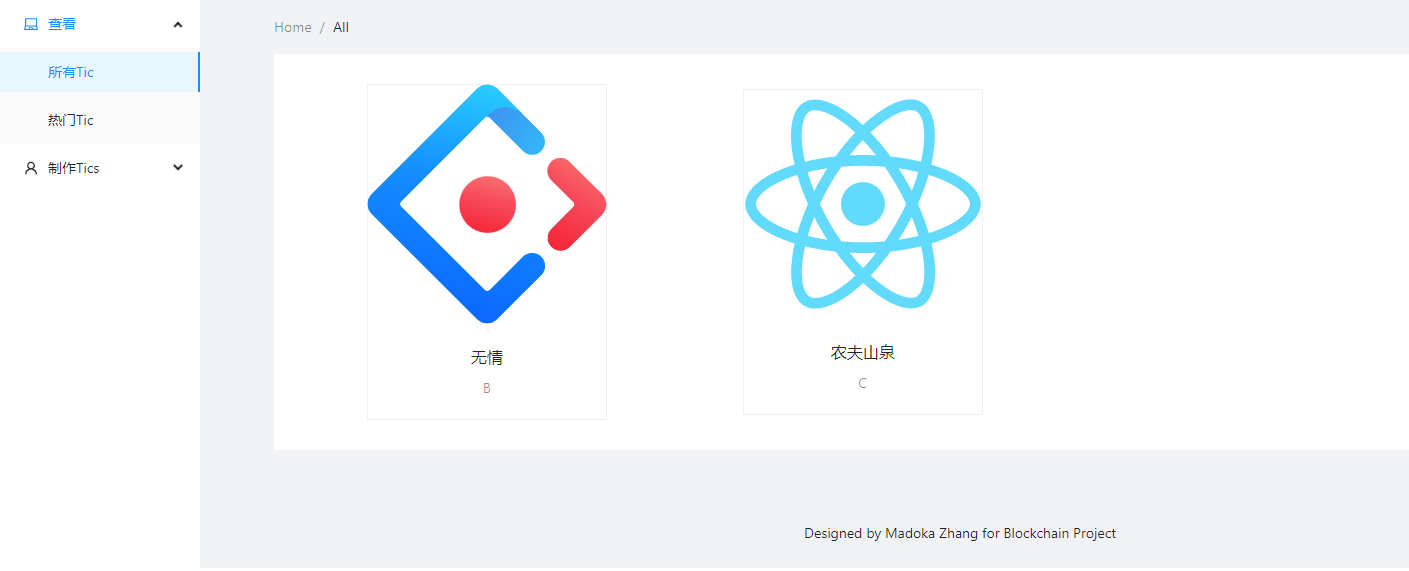 查看
所有Tic
热门Tic
制作Tics
Home / All
无情
B
农夫山泉
C
Designed by Madoka Zhang for Blockchain Project